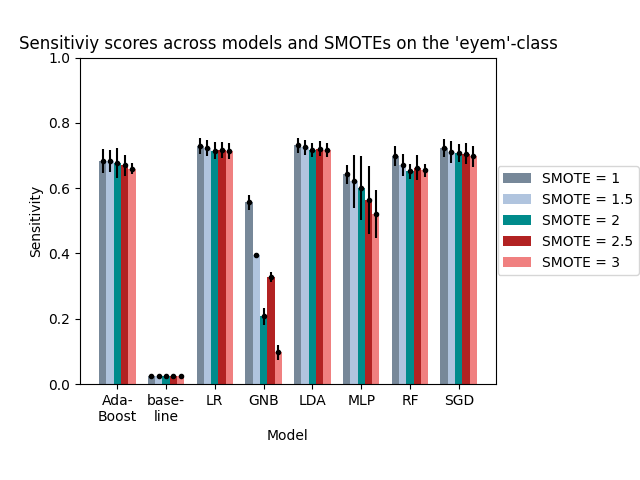 Sensitiviy scores across models and SMOTEs on the 'eyem'-class
1.0
0.8
0.6
0.4
0.2
0.0
Sensitivity
Ada-
Boost
base-
line
LR
GNB
LDA
MLP
RF
SGD
Model
SMOTE = 1
SMOTE = 1.5
SMOTE = 2
SMOTE = 2.5
SMOTE = 3